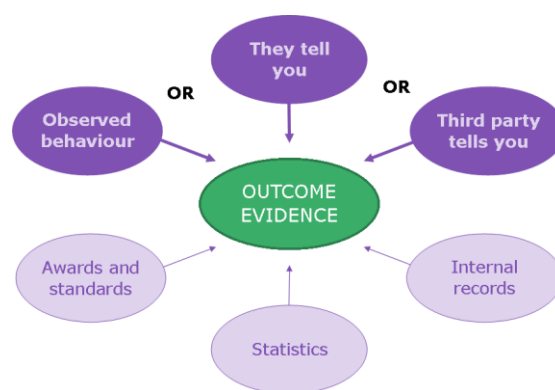 They tell
you
OR
OR
Observed
behaviour
Third party
tells you
OUTCOME
EVIDENCE
Awards and
standards
Internal
records
Statistics